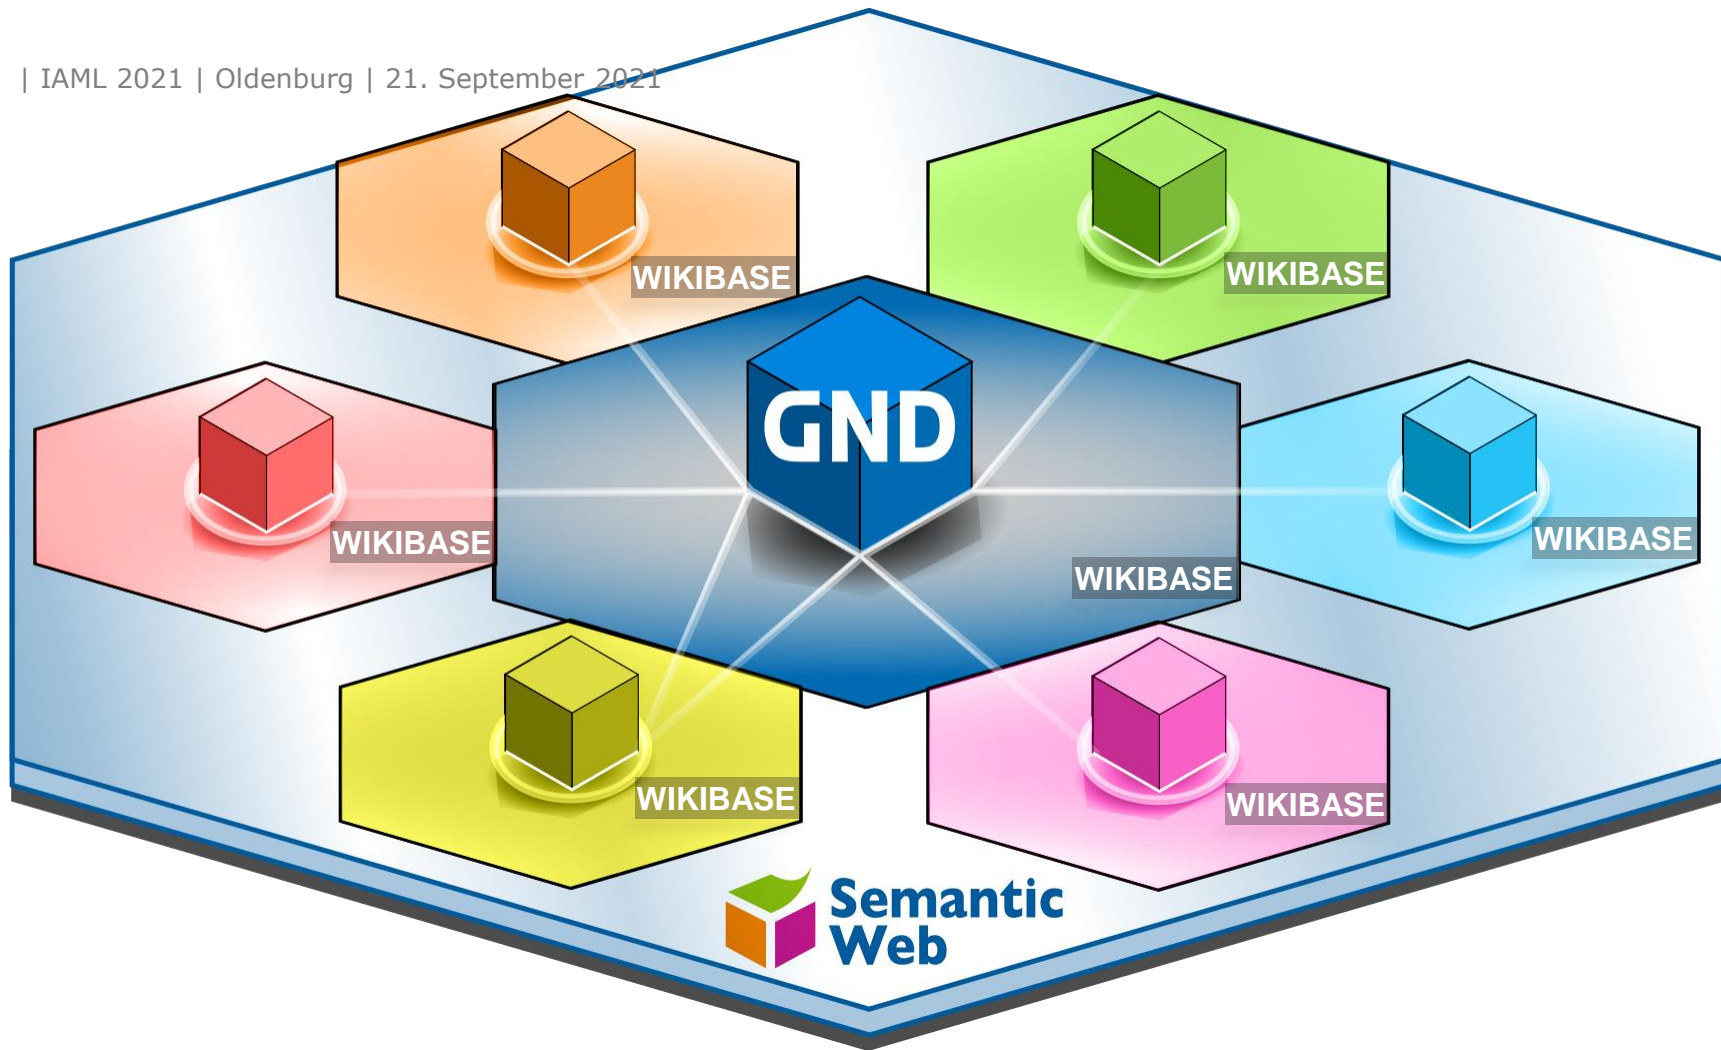 | IAML 2021 | Oldenburg | 21. September 2021
WIKIBASE
WIKIBASE
GND
WIKIBASE
WIKIBASE
WIKIBASE
WIKIBASE
WIKIBASE
Semantic
Web